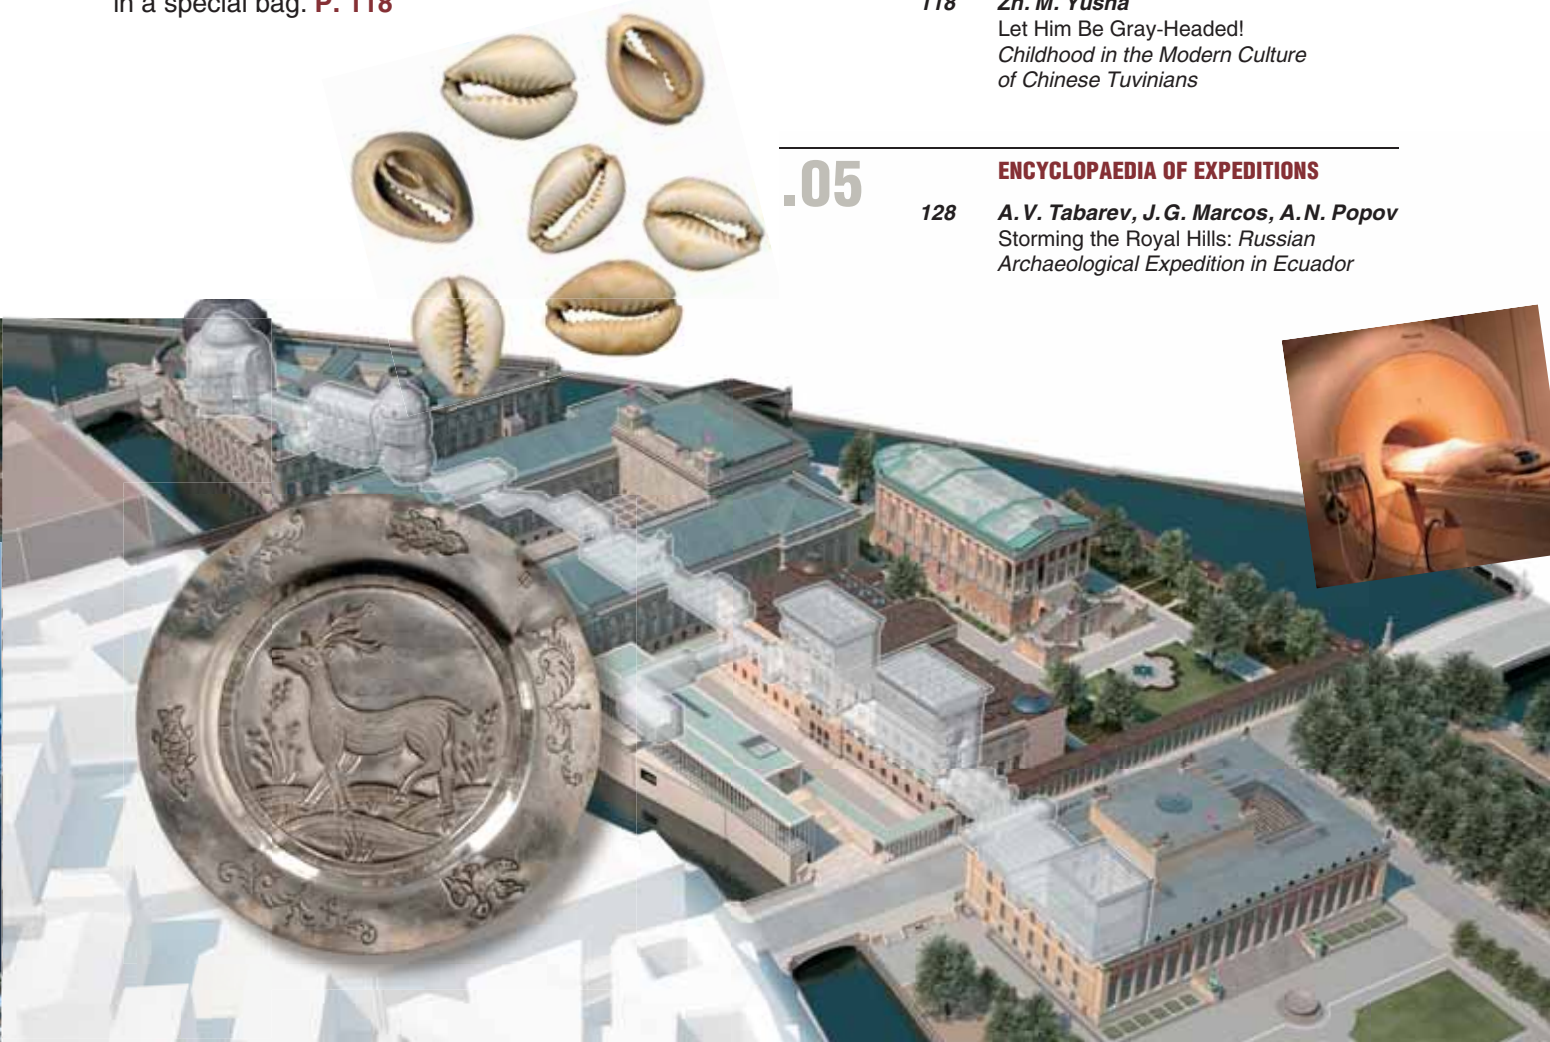 in a special bag. P. 118
118 Zh. M. Yusha
Let Him Be Gray-Headed!
Childhood in the Modern Culture
of Chinese Tuvinians
.05 ENCYCLOPAEDIA OF EXPEDITIONS
128 A.V. Tabarev, J.G. Marcos, A.N. Popov
Storming the Royal Hills: Russian
Archaeological Expedition in Ecuador